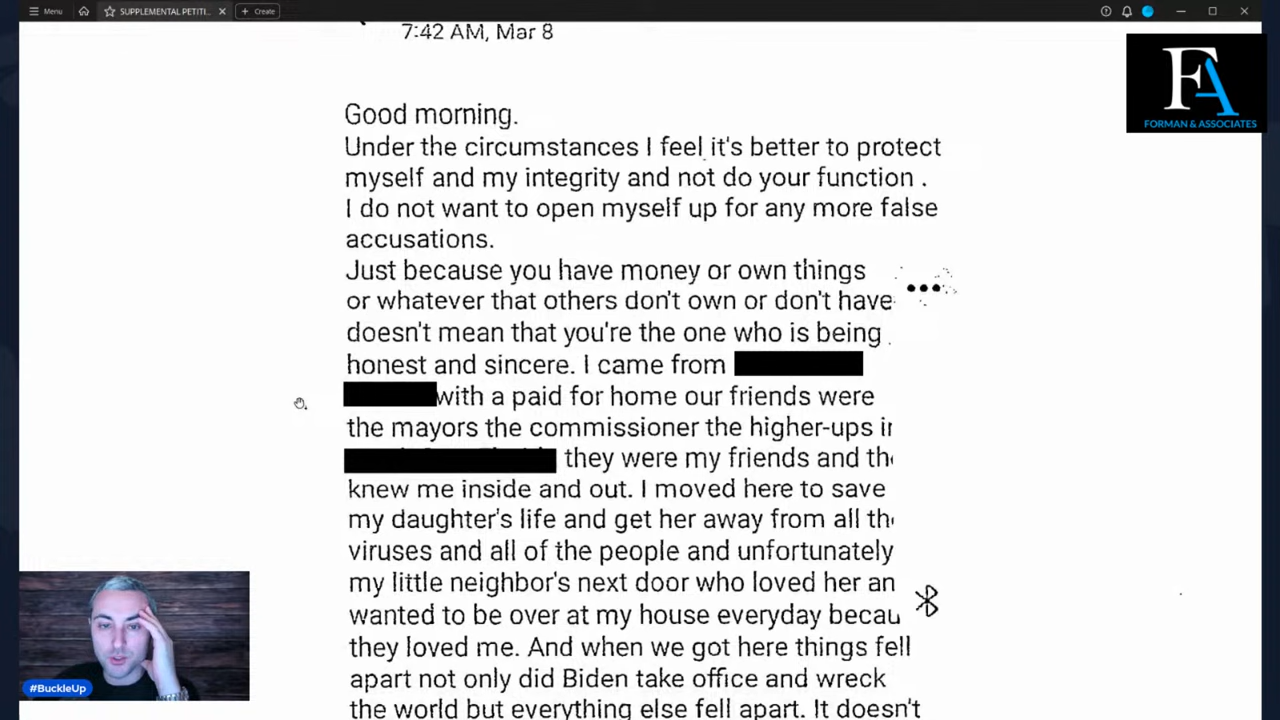 Menu
SUPPLEMENTAL PETITI...
Create
7:42 AM, Mar 8
FA
FORMAN & ASSOCIATES
Good morning.
Under the circumstances I feel it's better to protect
myself and my integrity and not do your function .
I do not want to open myself up for any more false
accusations.
Just because you have money or own things
or whatever that others don't own or don't have
doesn't mean that you're the one who is being
honest and sincere. I came from
with a paid for home our friends were
the mayors the commissioner the higher-ups
they were my friends and
knew me inside and out. I moved here to save
my daughter's life and get her away from all
viruses and all of the people and unfortunately
my little neighbor's next door who loved her an
wanted to be over at my house everyday becau
they loved me. And when we got here things fell
apart not only did Biden take office and wreck
the world but everything else fell apart. It doesn't
#BuckleUp